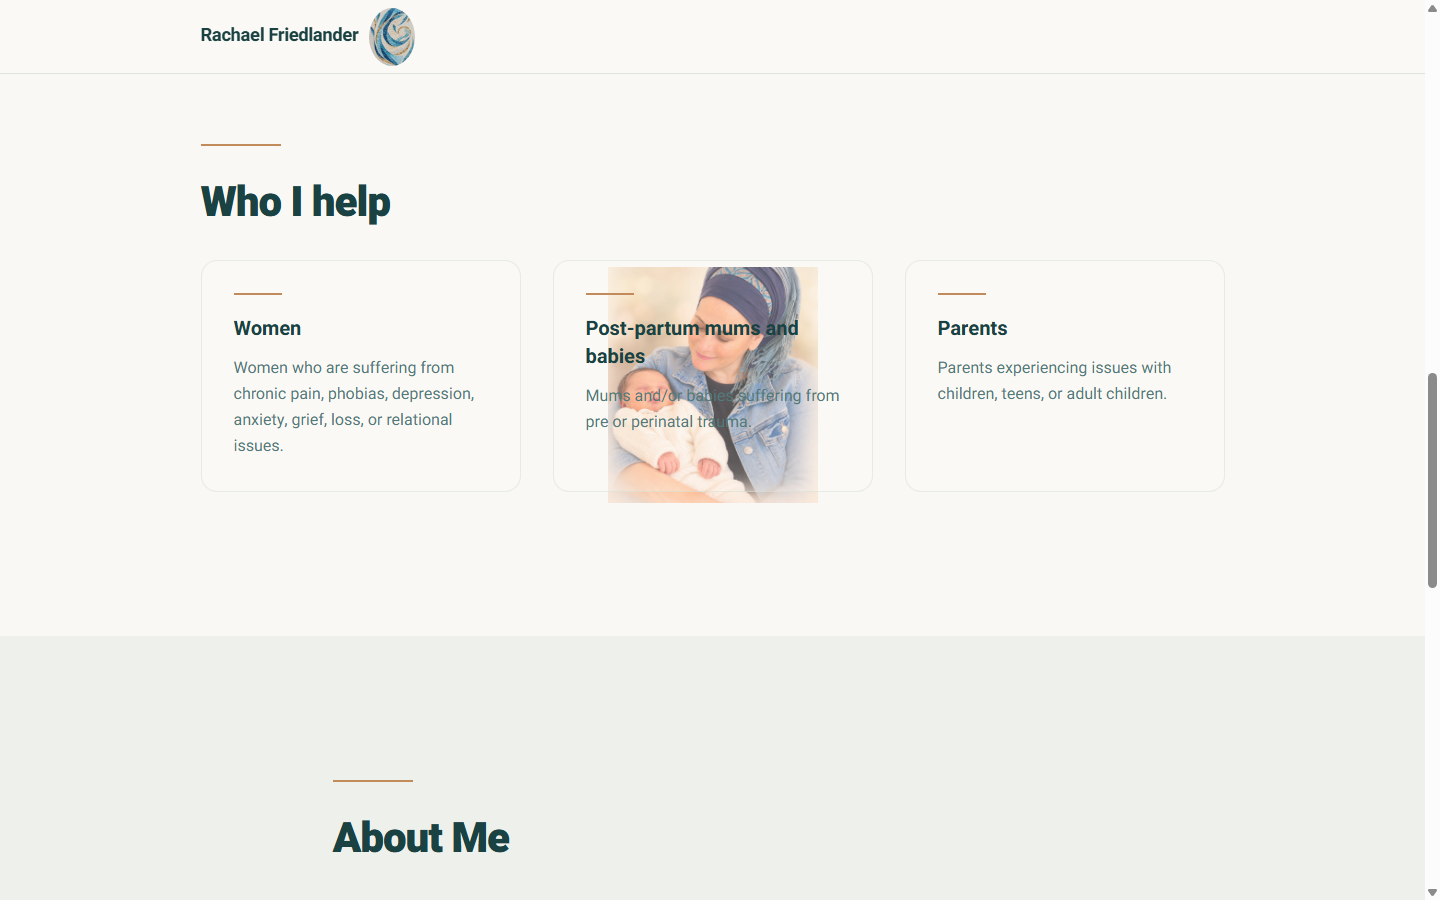 Rachael Friedlander
Who I help
Women
Women who are suffering from
chronic pain, phobias, depression,
anxiety, grief, loss, or relational
issues.
Post-partum mums and
babies
Mums and/or babies suffering from
pre or perinatal trauma.
Parents
Parents experiencing issues with
children, teens, or adult children.
About Me